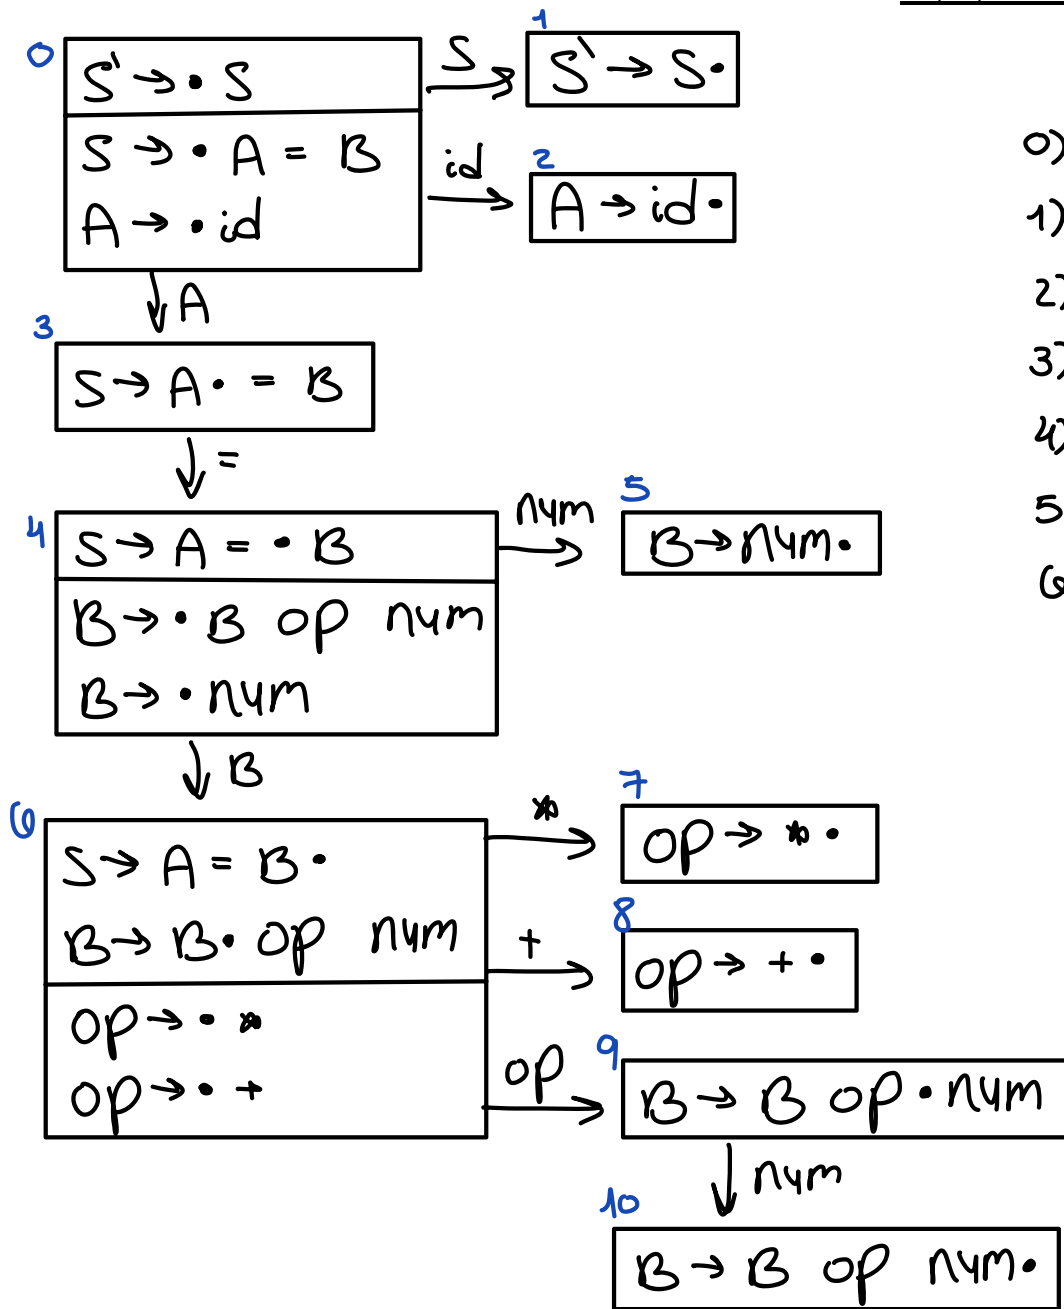 0
S' → • S
S → • A = B
A → • id
S
1
S' → S •
id
2
A → id •
A
3
S → A • = B
=
4
S → A = • B
B → • B op num
B → • num
num
5
B → num •
B
6
S → A = B •
B → B • op num
op → • *
op → • +
*
7
op → * •
+
8
op → + •
op
9
B → B op • num
num
10
B → B op num •
0)
1)
2)
3)
4)
5
6